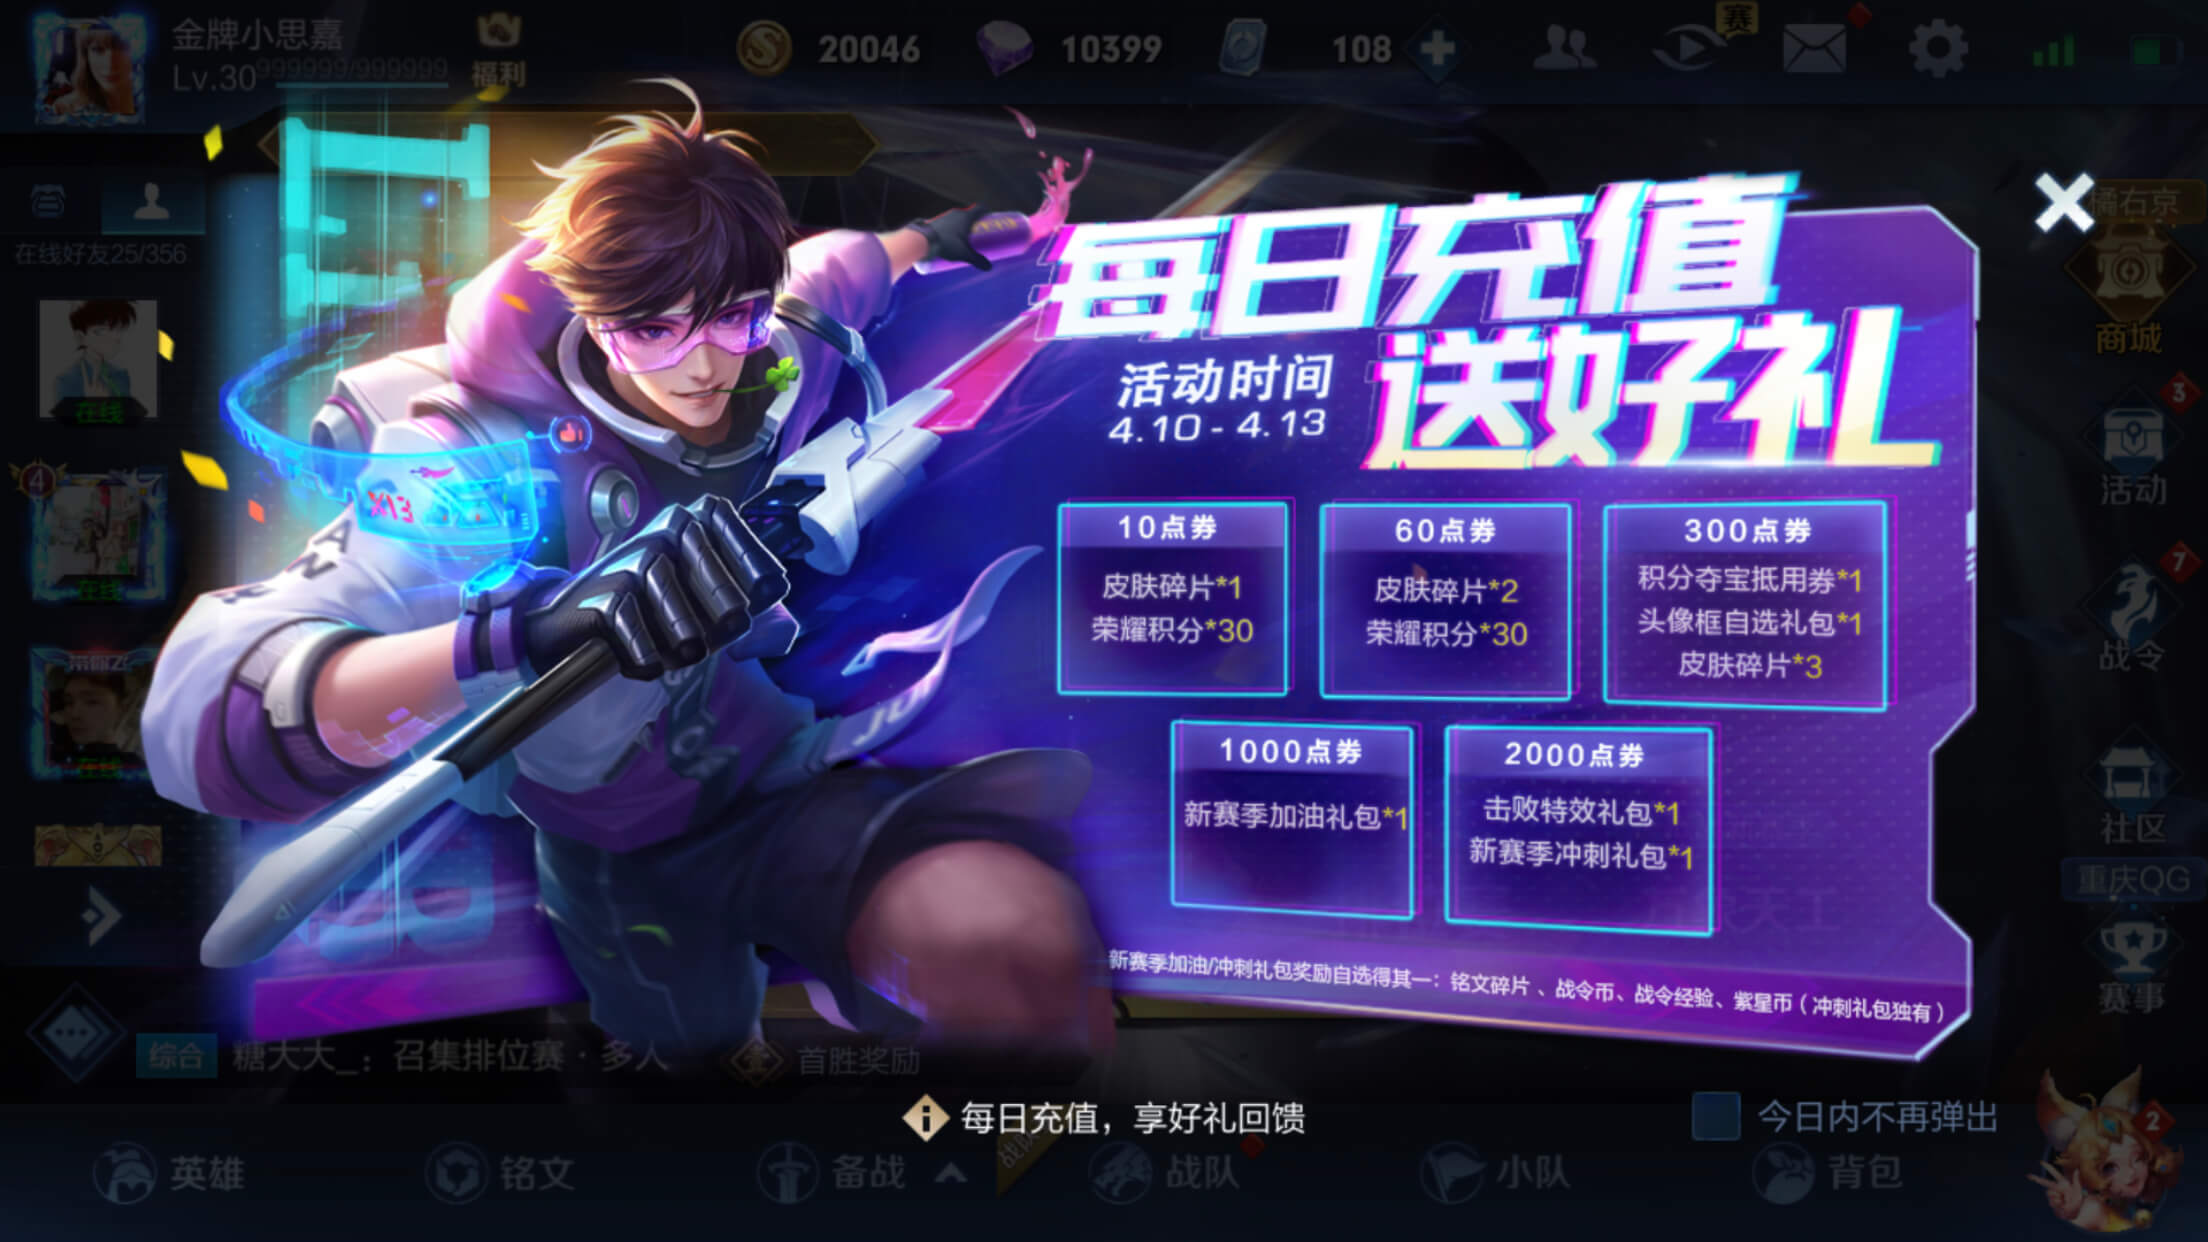 金牌小思嘉
Lv.30
999999/999999
福利
20046
10399
108
赛
在线好友25/356
在线
4
在线
在线
橘右京
商城
3
活动
7
战令
社区
重庆QG
赛事
每日充值
送好礼
活动时间
4.10-4.13
X13
10点券
皮肤碎片*1
荣耀积分*30
60点券
皮肤碎片*2
荣耀积分*30
300点券
积分夺宝抵用券*1
头像框自选礼包*1
皮肤碎片*3
1000点券
新赛季加油礼包*1
2000点券
击败特效礼包*1
新赛季冲刺礼包*1
新赛季加油/冲刺礼包奖励自选得其一：铭文碎片、战令币、战令经验、紫星币（冲刺礼包独有）
综合 糖大大_：召集排位赛·多人
首胜奖励
每日充值，享好礼回馈
今日内不再弹出
英雄
铭文
备战
战队
战队
小队
背包
2